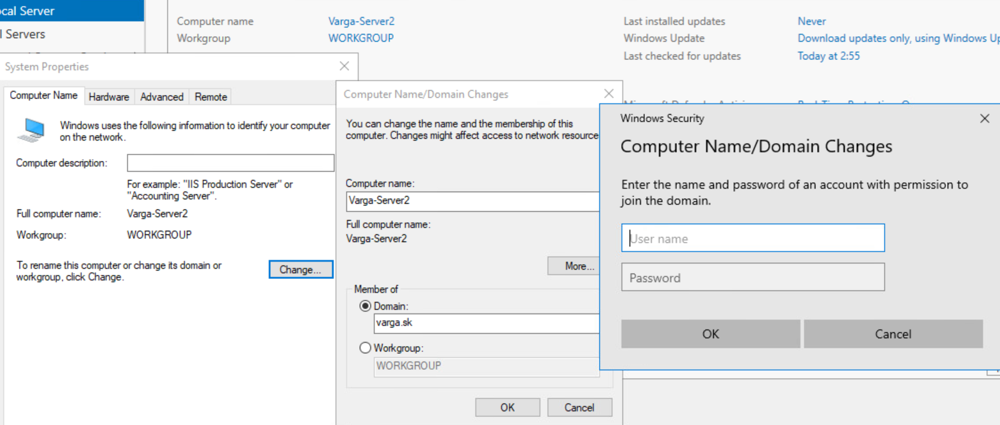 ocal Server
l Servers
Computer name Varga-Server2
Workgroup WORKGROUP
Last installed updates Never
Windows Update Download updates only, using Windows Up
Last checked for updates Today at 2:55
System Properties
Computer Name Hardware Advanced Remote
Windows uses the following information to identify your computer
on the network.
Computer description:
For example: "IIS Production Server" or
"Accounting Server".
Full computer name: Varga-Server2
Workgroup: WORKGROUP
To rename this computer or change its domain or
workgroup, click Change.
Change...
Computer Name/Domain Changes
You can change the name and the membership of this
computer. Changes might affect access to network resource
Computer name:
Varga-Server2
Full computer name:
Varga-Server2
More...
Member of
Domain:
varga.sk
Workgroup:
WORKGROUP
OK Cancel
Windows Security
Computer Name/Domain Changes
Enter the name and password of an account with permission to
join the domain.
User name
Password
OK Cancel